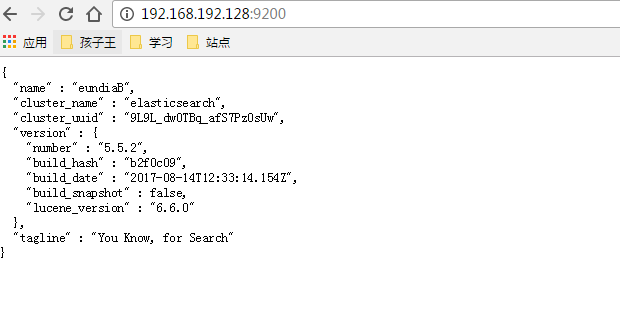 192.168.192.128:9200
应用 孩子王 学习 站点
{
"name" : "eundiaB",
"cluster_name" : "elasticsearch",
"cluster_uuid" : "9L9L_dw0TBq_afS7Pz0sUw",
"version" : {
"number" : "5.5.2",
"build_hash" : "b2f0c09",
"build_date" : "2017-08-14T12:33:14.154Z",
"build_snapshot" : false,
"lucene_version" : "6.6.0"
},
"tagline" : "You Know, for Search"
}